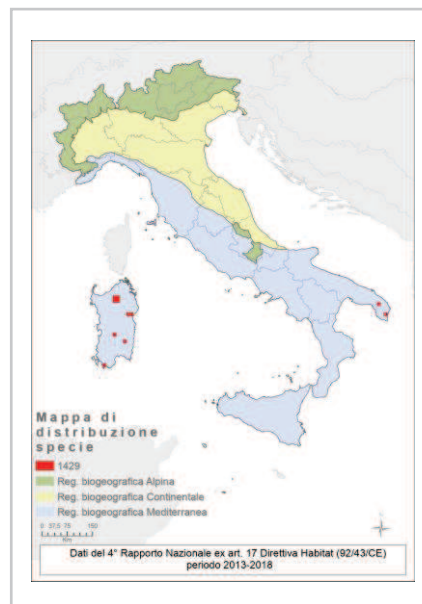 Mappa di
distribuzione
specie
1429
Reg. biogeografica Alpina
Reg. biogeografica Continentale
Reg. biogeografica Mediterranea
0 37,5 75 150
Km
Dati del 4° Rapporto Nazionale ex art. 17 Direttiva Habitat (92/43/CE)
periodo 2013-2018